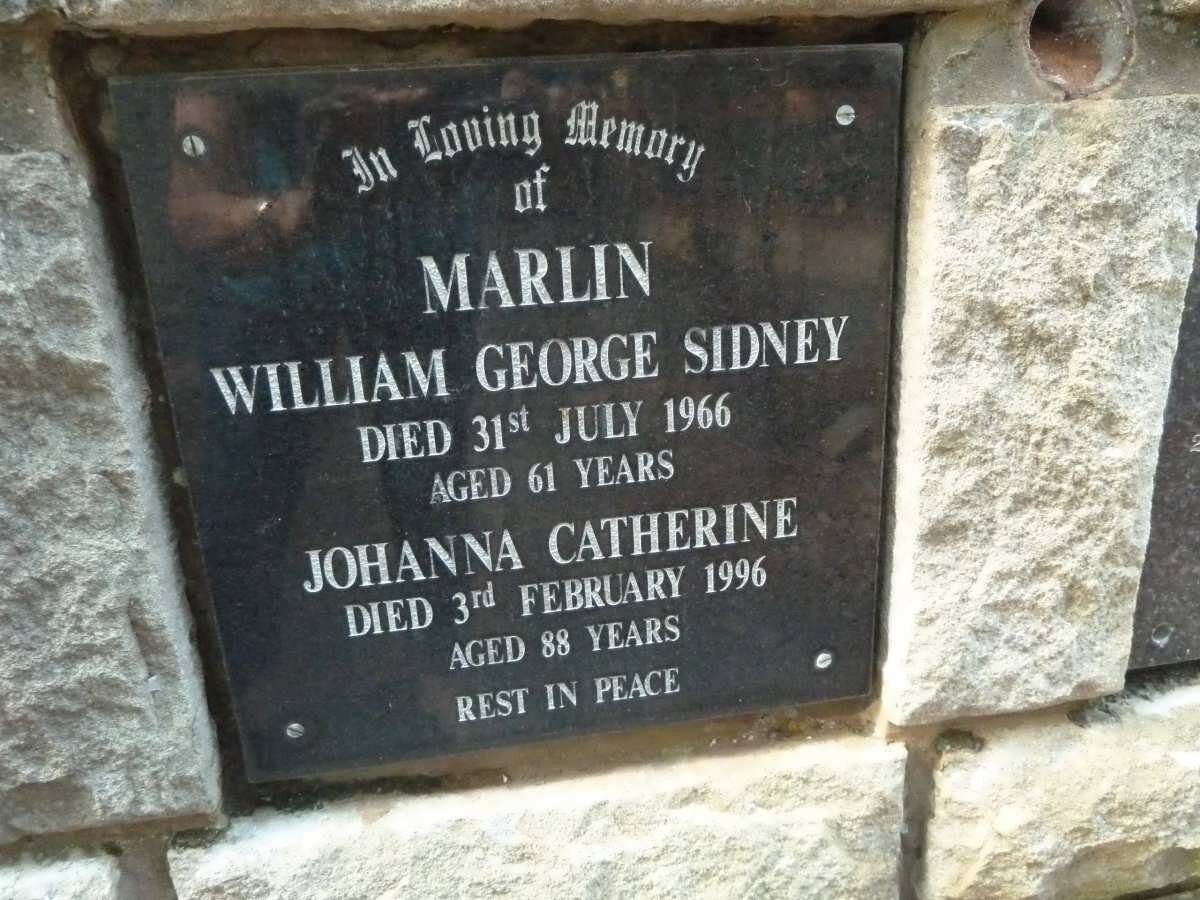 In Loving Memory
of
MARLIN
WILLIAM GEORGE SIDNEY
DIED 31st JULY 1966
AGED 61 YEARS
JOHANNA CATHERINE
DIED 3rd FEBRUARY 1996
AGED 88 YEARS
REST IN PEACE